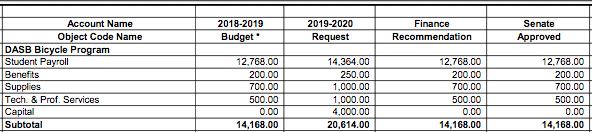 Account Name 2018-2019 2019-2020 Finance Senate
Object Code Name Budget * Request Recommendation Approved
DASB Bicycle Program
Student Payroll 12,768.00 14,364.00 12,768.00 12,768.00
Benefits 200.00 250.00 200.00 200.00
Supplies 700.00 1,000.00 700.00 700.00
Tech. & Prof. Services 500.00 1,000.00 500.00 500.00
Capital 0.00 4,000.00 0.00 0.00
Subtotal 14,168.00 20,614.00 14,168.00 14,168.00